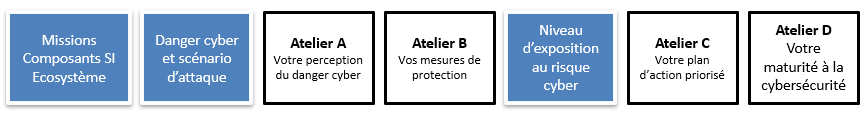 Missions
Composants SI
Ecosystème
Danger cyber
et scénario
d'attaque
Atelier A
Votre perception
du danger cyber
Atelier B
Vos mesures de
protection
Niveau
d'exposition
au risque
cyber
Atelier C
Votre plan
d'action priorisé
Atelier D
Votre
maturité à la
cybersécurité